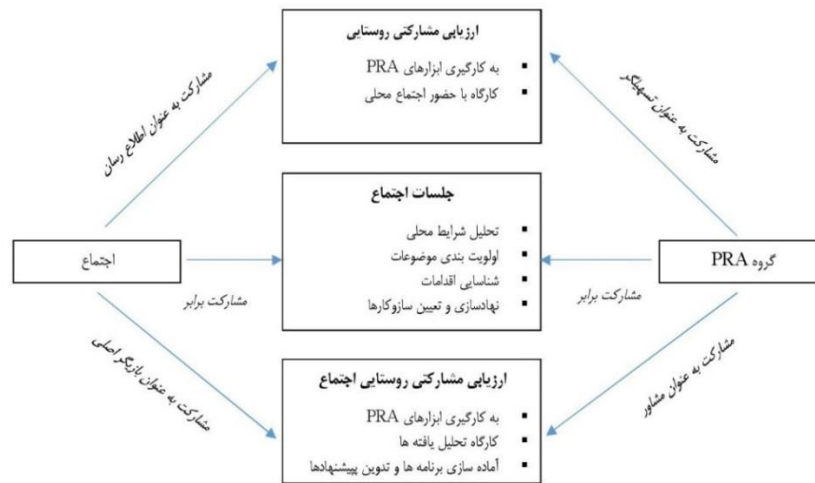 ارزیابی مشارکتی روستایی
▪ به کارگیری ابزارهای PRA
▪ کارگاه با حضور اجتماع محلی
مشارکت به عنوان تسهیلگر
مشارکت به عنوان اطلاع رسان
جلسات اجتماع
▪ تحلیل شرایط محلی
▪ اولویت بندی موضوعات
▪ شناسایی اقدامات
▪ نهادسازی و تعیین سازوکارها
گروه PRA
اجتماع
مشارکت برابر
مشارکت برابر
مشارکت به عنوان مشاور
مشارکت به عنوان بازیگر اصلی
ارزیابی مشارکتی روستایی اجتماع
▪ به کارگیری ابزارهای PRA
▪ کارگاه تحلیل یافته ها
▪ آماده سازی برنامه ها و تدوین پیشنهادها